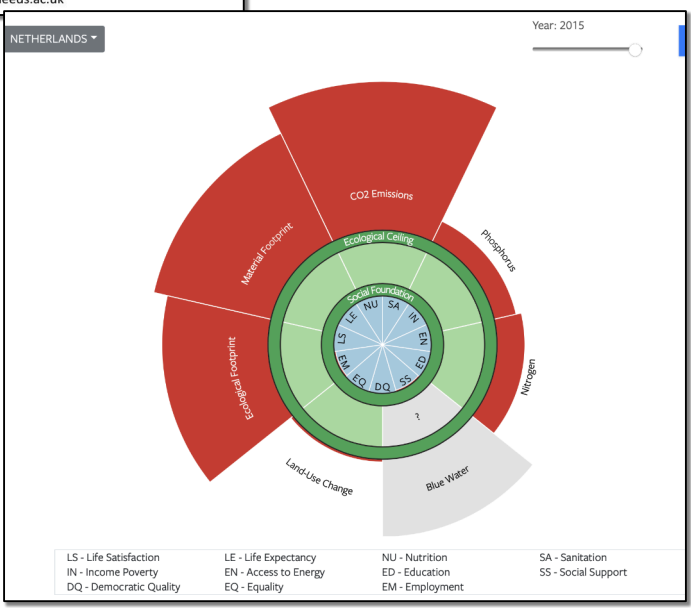 eeds.ac.uk
NETHERLANDS
Year: 2015
CO2 Emissions
Phosphorus
Material Footprint
Ecological Ceiling
Social Foundation
NU
SA
LE
IN
LS
EN
EM
ED
EQ
DQ
SS
Nitrogen
Ecological Footprint
?
Land-Use Change
Blue Water
LS - Life Satisfaction
LE - Life Expectancy
NU - Nutrition
SA - Sanitation
IN - Income Poverty
EN - Access to Energy
ED - Education
SS - Social Support
DQ - Democratic Quality
EQ - Equality
EM - Employment